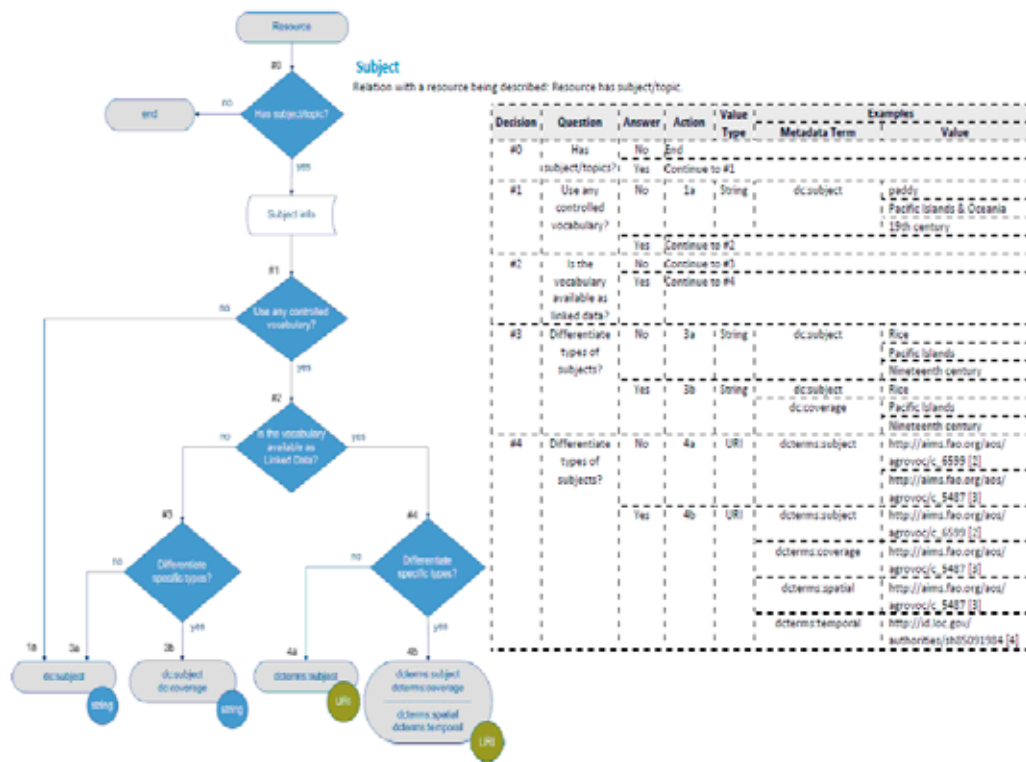 Resource
#0
Has subject/topic?
no
end
yes
Subject info
#1
Use any controlled
vocabulary?
no
yes
#2
Is the vocabulary
available as
Linked Data?
no
yes
#3
Differentiate
specific types?
no
yes
#4
Differentiate
specific types?
no
yes
1a
3a
dc:subject
string
3b
dc:subject
dc:coverage
string
4a
dcterms:subject
URI
4b
dcterms:subject
dcterms:coverage
dcterms:spatial
dcterms:temporal
URI
Subject
Relation with a resource being described: Resource has subject/topic.
Decision Question Answer Action Value Type Examples
Metadata Term Value
#0 Has subject/topics? No End
Yes Continue to #1
#1 Use any controlled vocabulary? No 1a String dc:subject paddy
Pacific Islands & Oceania
19th century
Yes Continue to #2
#2 Is the vocabulary available as linked data? No Continue to #3
Yes Continue to #4
#3 Differentiate types of subjects? No 3a String dc:subject Rice
Pacific Islands
Nineteenth century
Yes 3b String dc:subject Rice
dc:coverage Pacific Islands
Nineteenth century
#4 Differentiate types of subjects? No 4a URI dcterms:subject http://aims.fao.org/aos/
agrovoc/c_6599 [2]
http://aims.fao.org/aos/
agrovoc/c_5487 [3]
Yes 4b URI dcterms:subject http://aims.fao.org/aos/
agrovoc/c_6599 [2]
dcterms:coverage http://aims.fao.org/aos/
agrovoc/c_5487 [3]
dcterms:spatial http://aims.fao.org/aos/
agrovoc/c_5487 [3]
dcterms:temporal http://id.loc.gov/
authorities/sh85091984 [4]